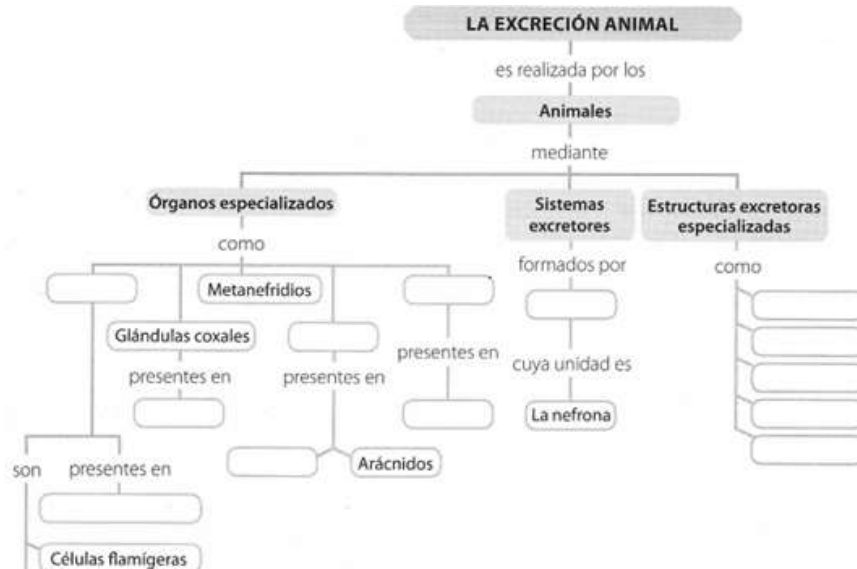 LA EXCRECIÓN ANIMAL
es realizada por los
Animales
mediante
Órganos especializados
Sistemas
excretores
Estructuras excretoras
especializadas
como
formados por
como
Metanefridios
Glándulas coxales
presentes en
presentes en
presentes en
cuya unidad es
La nefrona
Arácnidos
son
presentes en
Células flamígeras